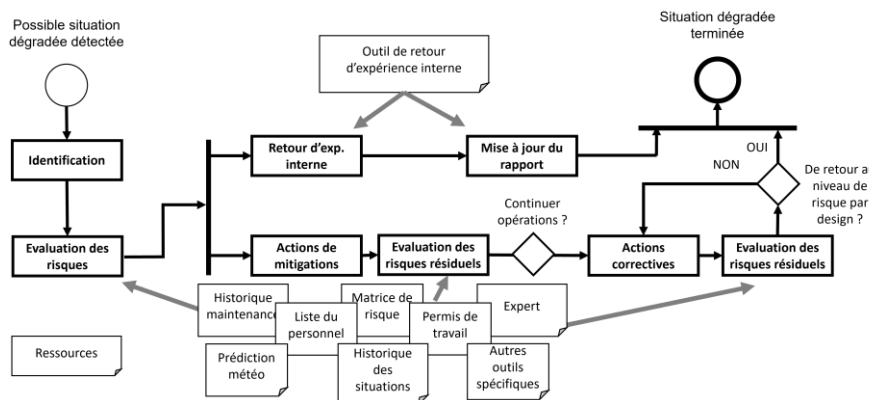 Possible situation
dégradée détectée
Situation dégradée
terminée
Outil de retour
d'expérience interne
Identification
Retour d'exp.
interne
Mise à jour du
rapport
OUI
NON
De retour au
niveau de
risque par
design ?
Continuer
opérations ?
Evaluation des
risques
Actions de
mitigations
Evaluation des
risques résiduels
Actions
correctives
Evaluation des
risques résiduels
Historique
maintenance
Matrice de
risque
Expert
Liste du
personnel
Permis de
travail
Ressources
Prédiction
météo
Historique
des
situations
Autres
outils
spécifiques